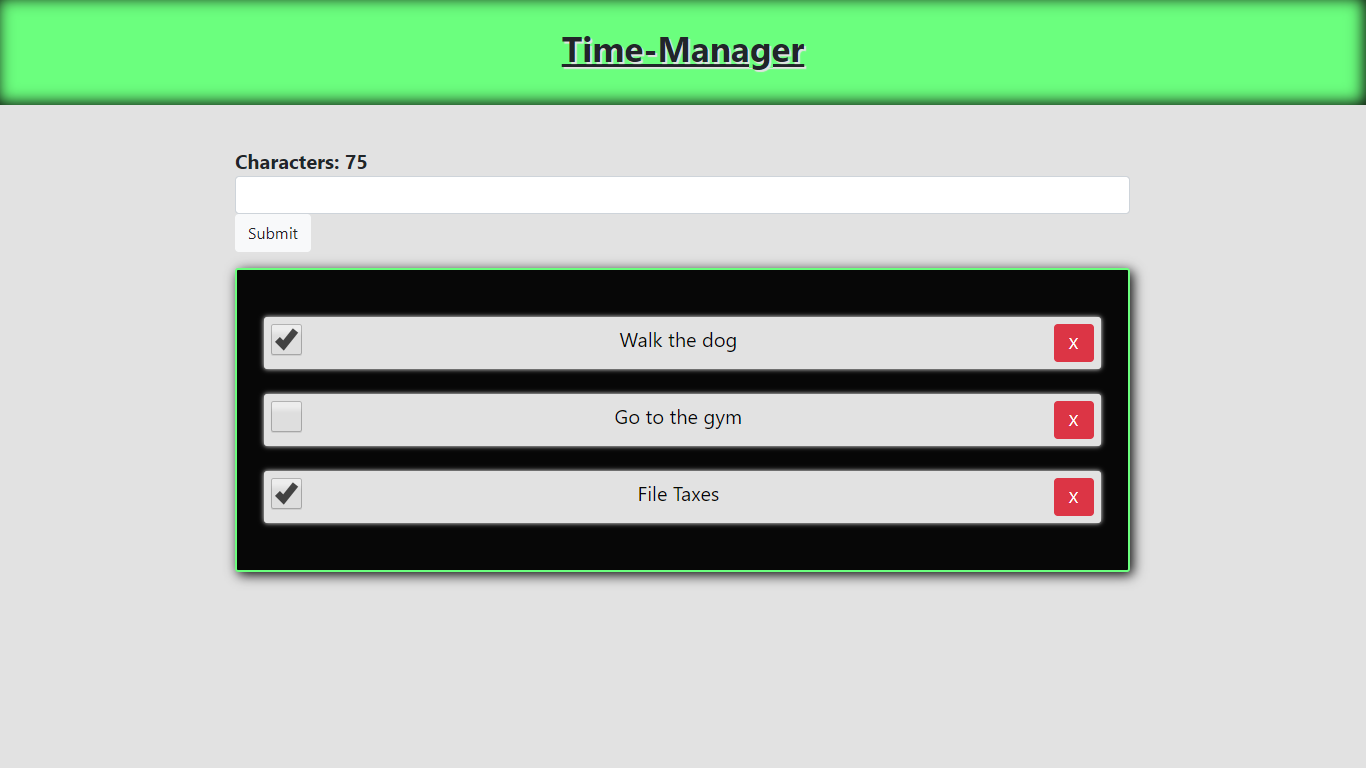 Time-Manager
Characters: 75
Submit
Walk the dog
x
Go to the gym
x
File Taxes
x